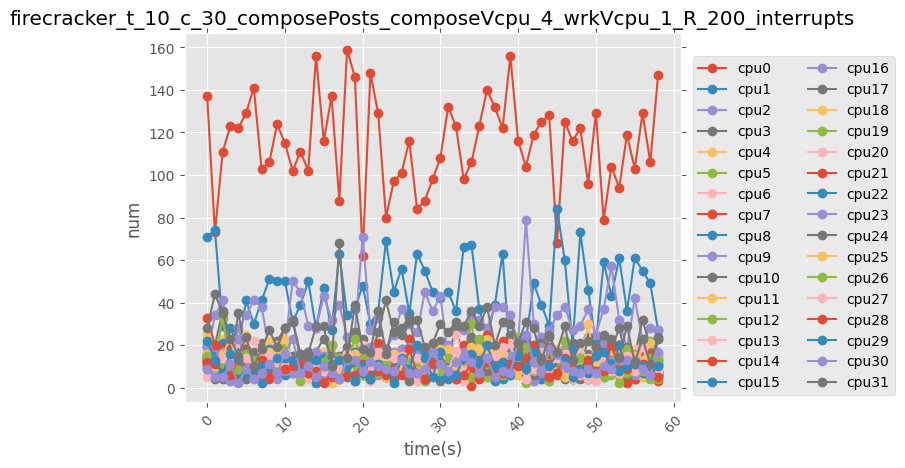 firecracker_t_10_c_30_composePosts_composeVcpu_4_wrkVcpu_1_R_200_interrupts
160
140
120
100
80
60
40
20
0
num
0 10 20 30 40 50 60
time(s)
cpu0 cpu16
cpu1 cpu17
cpu2 cpu18
cpu3 cpu19
cpu4 cpu20
cpu5 cpu21
cpu6 cpu22
cpu7 cpu23
cpu8 cpu24
cpu9 cpu25
cpu10 cpu26
cpu11 cpu27
cpu12 cpu28
cpu13 cpu29
cpu14 cpu30
cpu15 cpu31